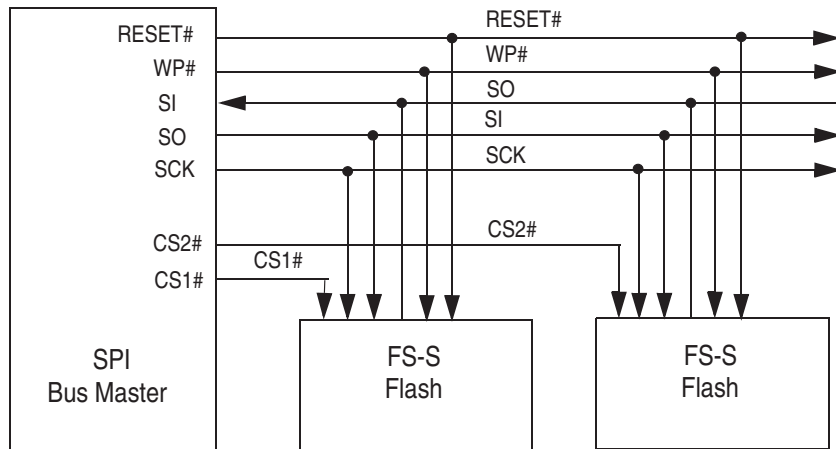 RESET#
RESET#
WP#
WP#
SI
SO
SO
SI
SCK
SCK
CS2#
CS2#
CS1#
CS1#
SPI
Bus Master
FS-S
Flash
FS-S
Flash